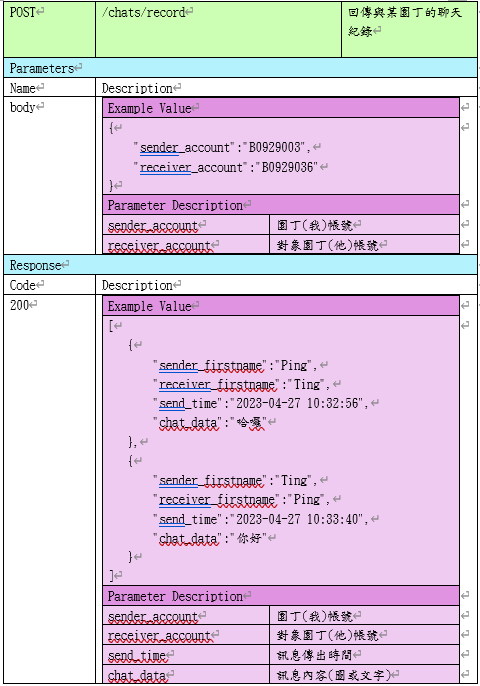 POST /chats/record 回傳與某園丁的聊天
紀錄
Parameters
Name Description
body Example Value
{
"sender_account":"B0929003",
"receiver_account":"B0929036"
}
Parameter Description
sender_account 園丁(我)帳號
receiver_account 對象園丁(他)帳號
Response
Code Description
200 Example Value
[
{
"sender_firstname":"Ping",
"receiver_firstname":"Ting",
"send_time":"2023-04-27 10:32:56",
"chat_data":"哈囉"
},
{
"sender_firstname":"Ting",
"receiver_firstname":"Ping",
"send_time":"2023-04-27 10:33:40",
"chat_data":"你好"
}
]
Parameter Description
sender_account 園丁(我)帳號
receiver_account 對象園丁(他)帳號
send_time 訊息傳出時間
chat_data 訊息內容(圖或文字)